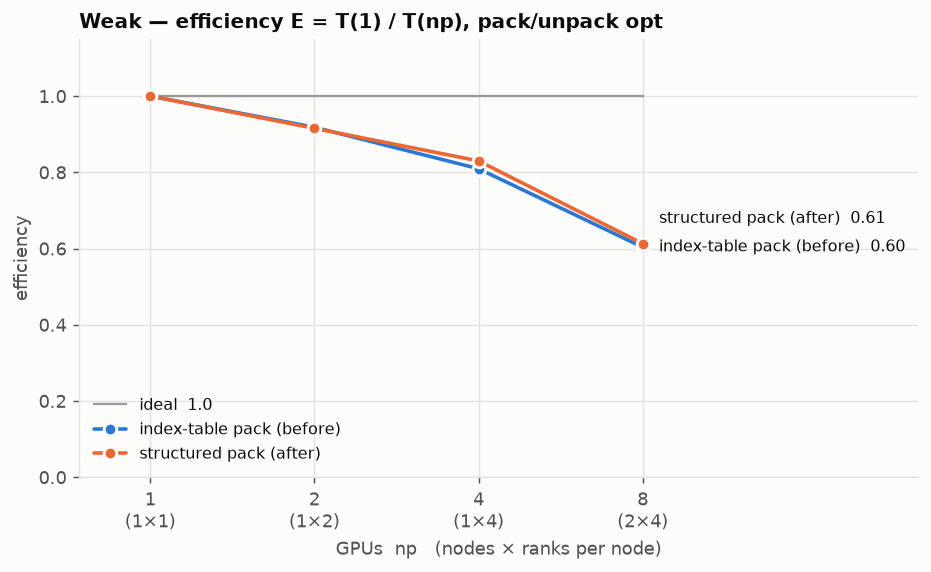 Weak — efficiency E = T(1) / T(np), pack/unpack opt
efficiency
1.0
0.8
0.6
0.4
0.2
0.0
structured pack (after)  0.61
index-table pack (before)  0.60
ideal  1.0
index-table pack (before)
structured pack (after)
1 2 4 8
(1×1) (1×2) (1×4) (2×4)
GPUs  np   (nodes × ranks per node)